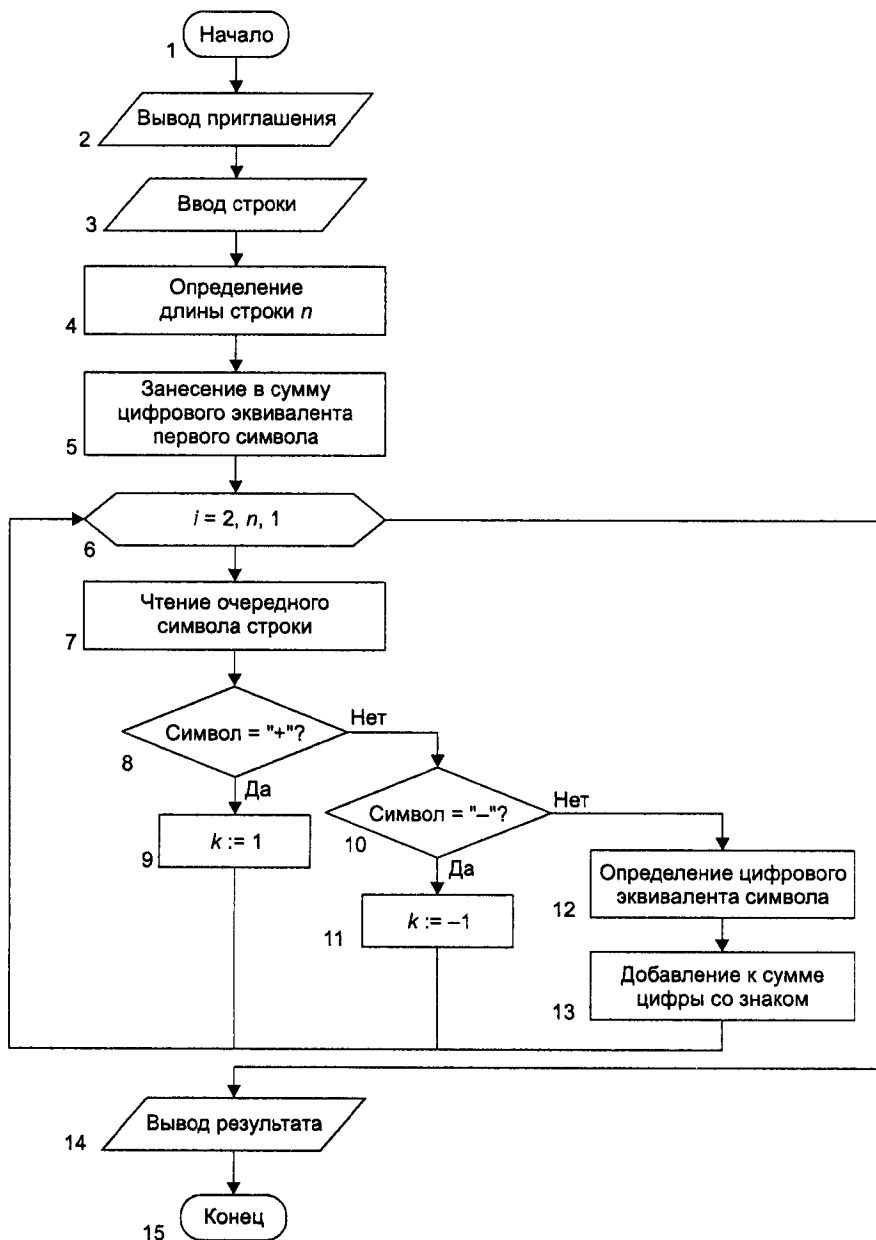 Начало
1
Вывод приглашения
2
Ввод строки
3
Определение
длины строки n
4
Занесение в сумму
цифрового эквивалента
первого символа
5
i = 2, n, 1
6
Чтение очередного
символа строки
7
Символ = "+"?
Нет
8
Да
Символ = "–"?
Нет
10
k := 1
9
Да
Определение цифрового
эквивалента символа
12
k := –1
11
Добавление к сумме
цифры со знаком
13
Вывод результата
14
Конец
15